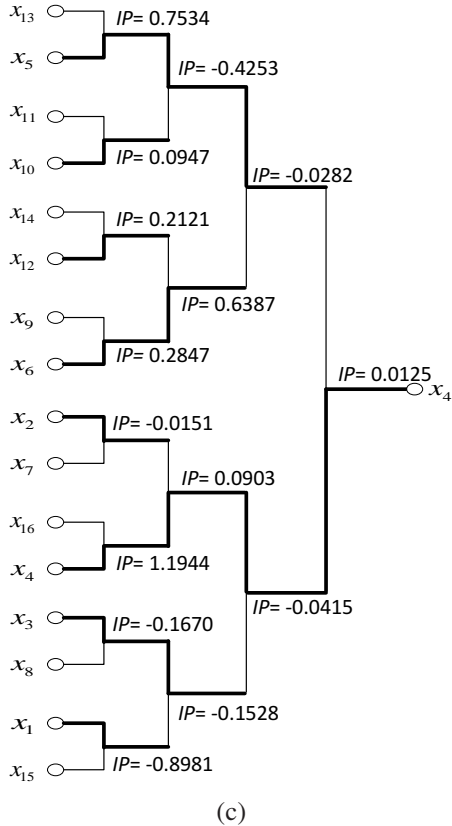 x13
IP= 0.7534
x5
IP= -0.4253
x11
x10
IP= 0.0947
IP= -0.0282
x14
IP= 0.2121
x12
x9
IP= 0.6387
x6
IP= 0.2847
IP= 0.0125
x4
x2
IP= -0.0151
x7
IP= 0.0903
x16
x4
IP= 1.1944
IP= -0.0415
x3
IP= -0.1670
x8
IP= -0.1528
x1
x15
IP= -0.8981
(c)